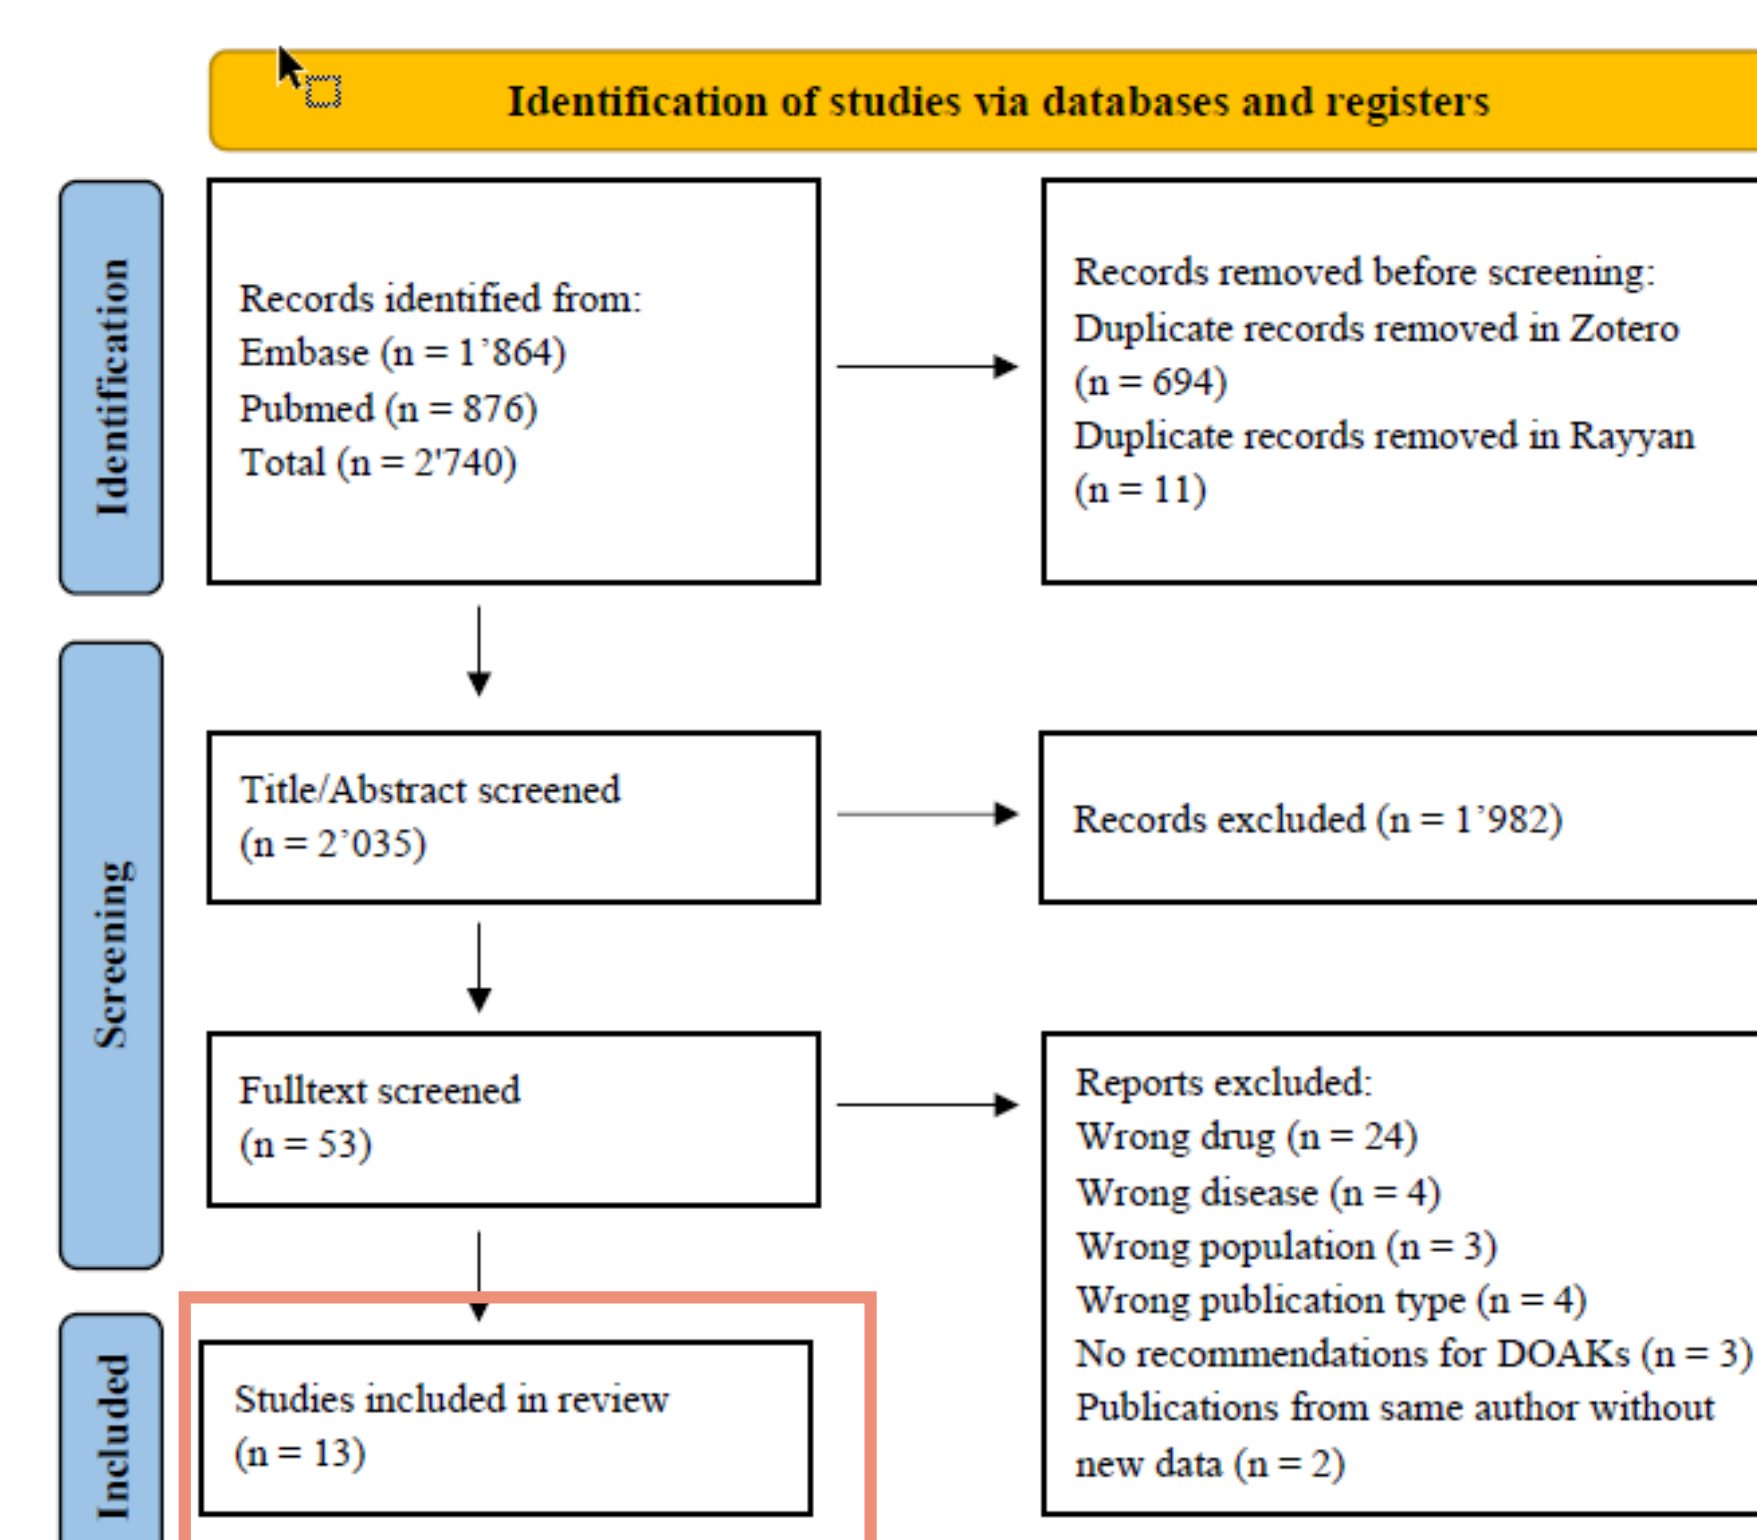 Identification of studies via databases and registers
Identification
Records identified from:
Embase (n = 1’864)
Pubmed (n = 876)
Total (n = 2'740)
Records removed before screening:
Duplicate records removed in Zotero
(n = 694)
Duplicate records removed in Rayyan
(n = 11)
Screening
Title/Abstract screened
(n = 2’035)
Records excluded (n = 1’982)
Fulltext screened
(n = 53)
Reports excluded:
Wrong drug (n = 24)
Wrong disease (n = 4)
Wrong population (n = 3)
Wrong publication type (n = 4)
No recommendations for DOAKs (n = 3)
Publications from same author without
new data (n = 2)
Included
Studies included in review
(n = 13)